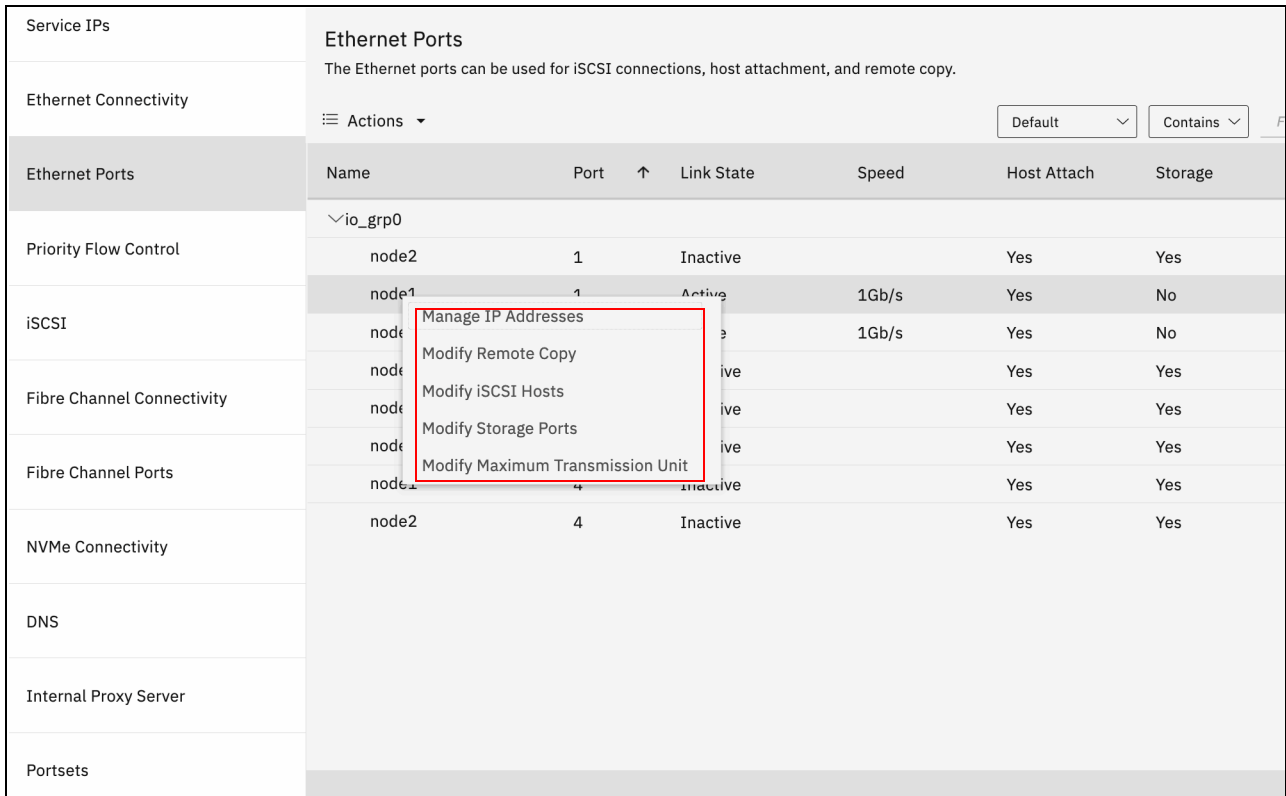 Service IPs
Ethernet Connectivity
Ethernet Ports
Priority Flow Control
iSCSI
Fibre Channel Connectivity
Fibre Channel Ports
NVMe Connectivity
DNS
Internal Proxy Server
Portsets
Ethernet Ports
The Ethernet ports can be used for iSCSI connections, host attachment, and remote copy.
Actions Default Contains
Name Port Link State Speed Host Attach Storage
io_grp0
node2 1 Inactive Yes Yes
node1 1 Active 1Gb/s Yes No
1Gb/s Yes No
Yes Yes
Yes Yes
Yes Yes
node1 4 Inactive Yes Yes
node2 4 Inactive Yes Yes
Manage IP Addresses
Modify Remote Copy
Modify iSCSI Hosts
Modify Storage Ports
Modify Maximum Transmission Unit